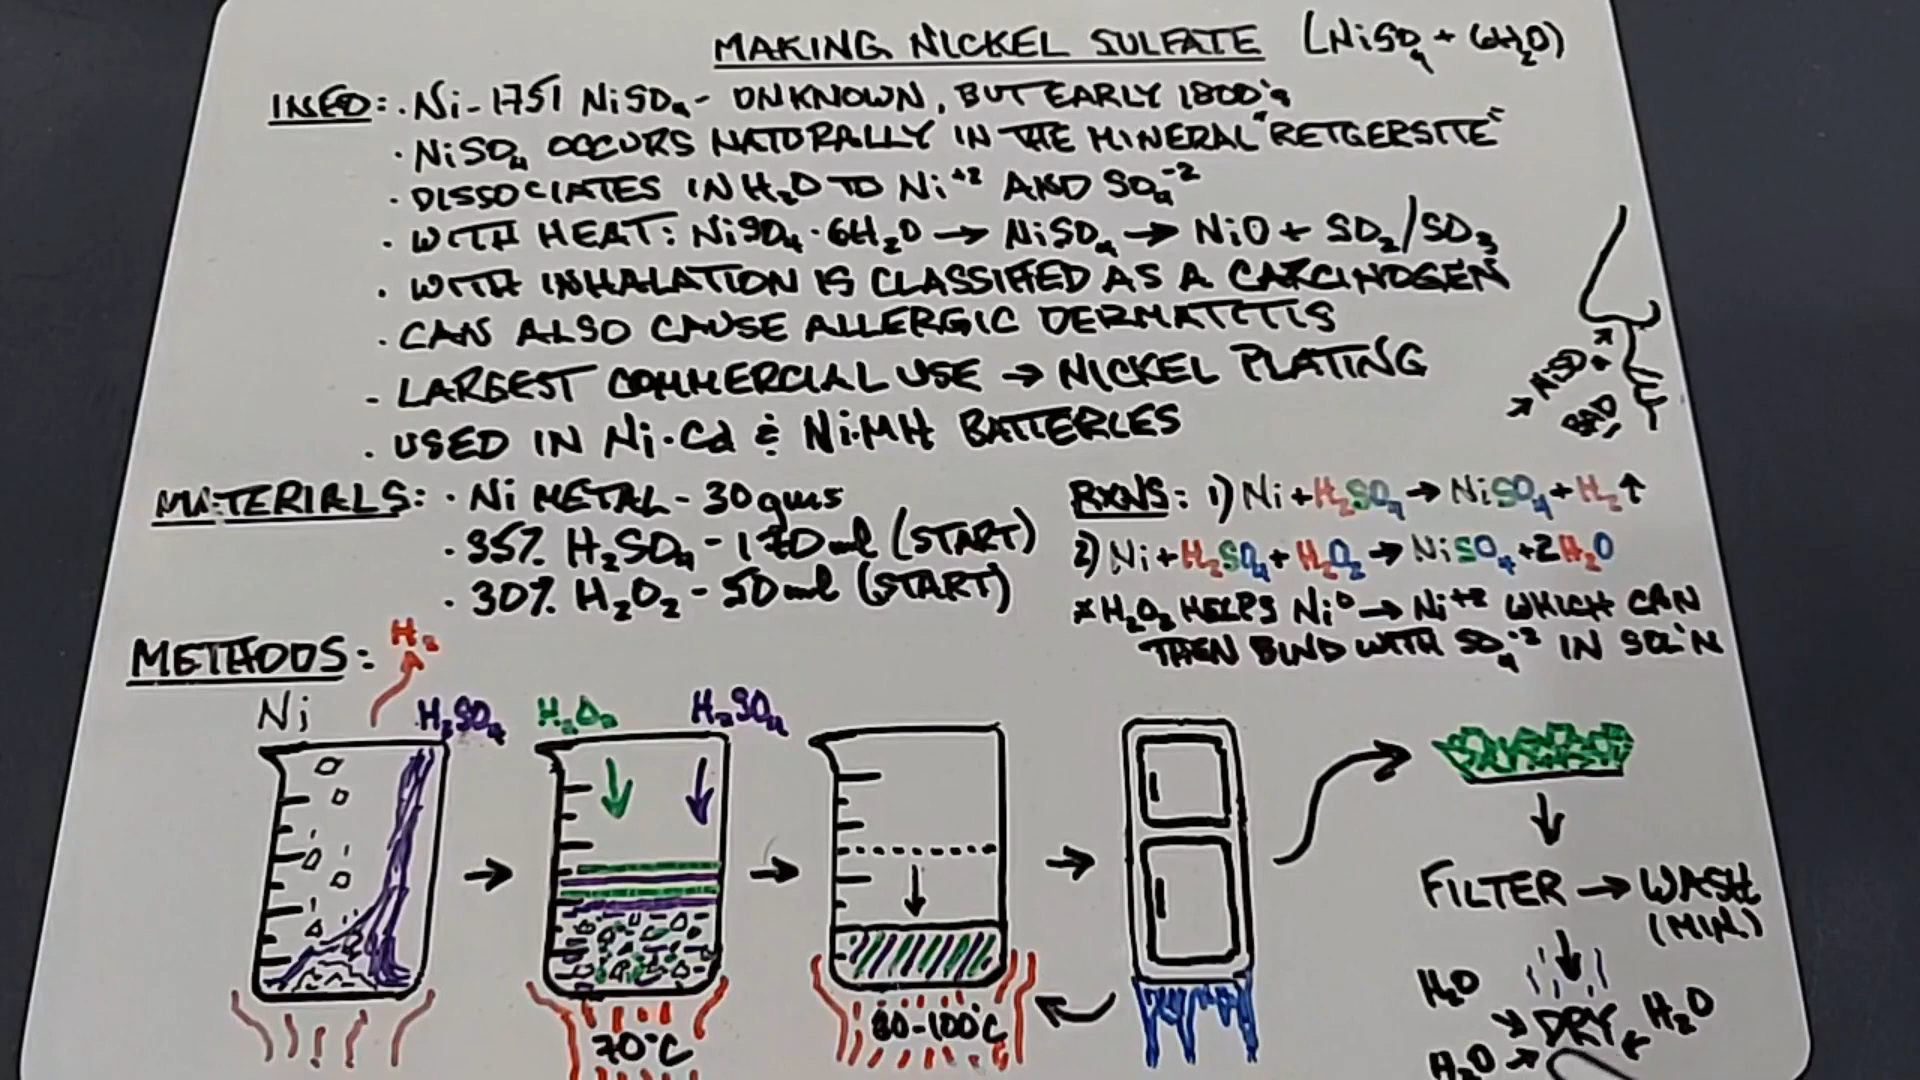 MAKING NICKEL SULFATE (NiSO₄ + 6H₂O)
INFO: · Ni - 1751 NiSO₄ - UNKNOWN, BUT EARLY 1800's
· NiSO₄ OCCURS NATURALLY IN THE MINERAL "RETGERSITE"
· DISSOCIATES IN H₂O TO Ni⁺² AND SO₄⁻²
· WITH HEAT: NiSO₄·6H₂O → NiSO₄ → NiO + SO₂/SO₃
· WITH INHALATION IS CLASSIFIED AS A CARCINOGEN
· CAN ALSO CAUSE ALLERGIC DERMATITIS
- LARGEST COMMERCIAL USE → NICKEL PLATING
· USED IN Ni·Cd & Ni·MH BATTERIES
→ NiSO₄ →
BAD!
MATERIALS: · Ni METAL - 30 gms
· 35% H₂SO₄ - 170 ml (START)
· 30% H₂O₂ - 50 ml (START)
RXNS: 1) Ni + H₂SO₄ → NiSO₄ + H₂↑
2) Ni + H₂SO₄ + H₂O₂ → NiSO₄ + 2H₂O
* H₂O₂ HELPS Ni⁰ → Ni⁺² WHICH CAN
THEN BIND WITH SO₄⁻² IN SOL'N
METHODS:
H₂
Ni
H₂SO₄
H₂O₂
H₂SO₄
70°C
80-100°C
FILTER → WASH
(MIN.)
H₂O
DRY
H₂O
H₂O